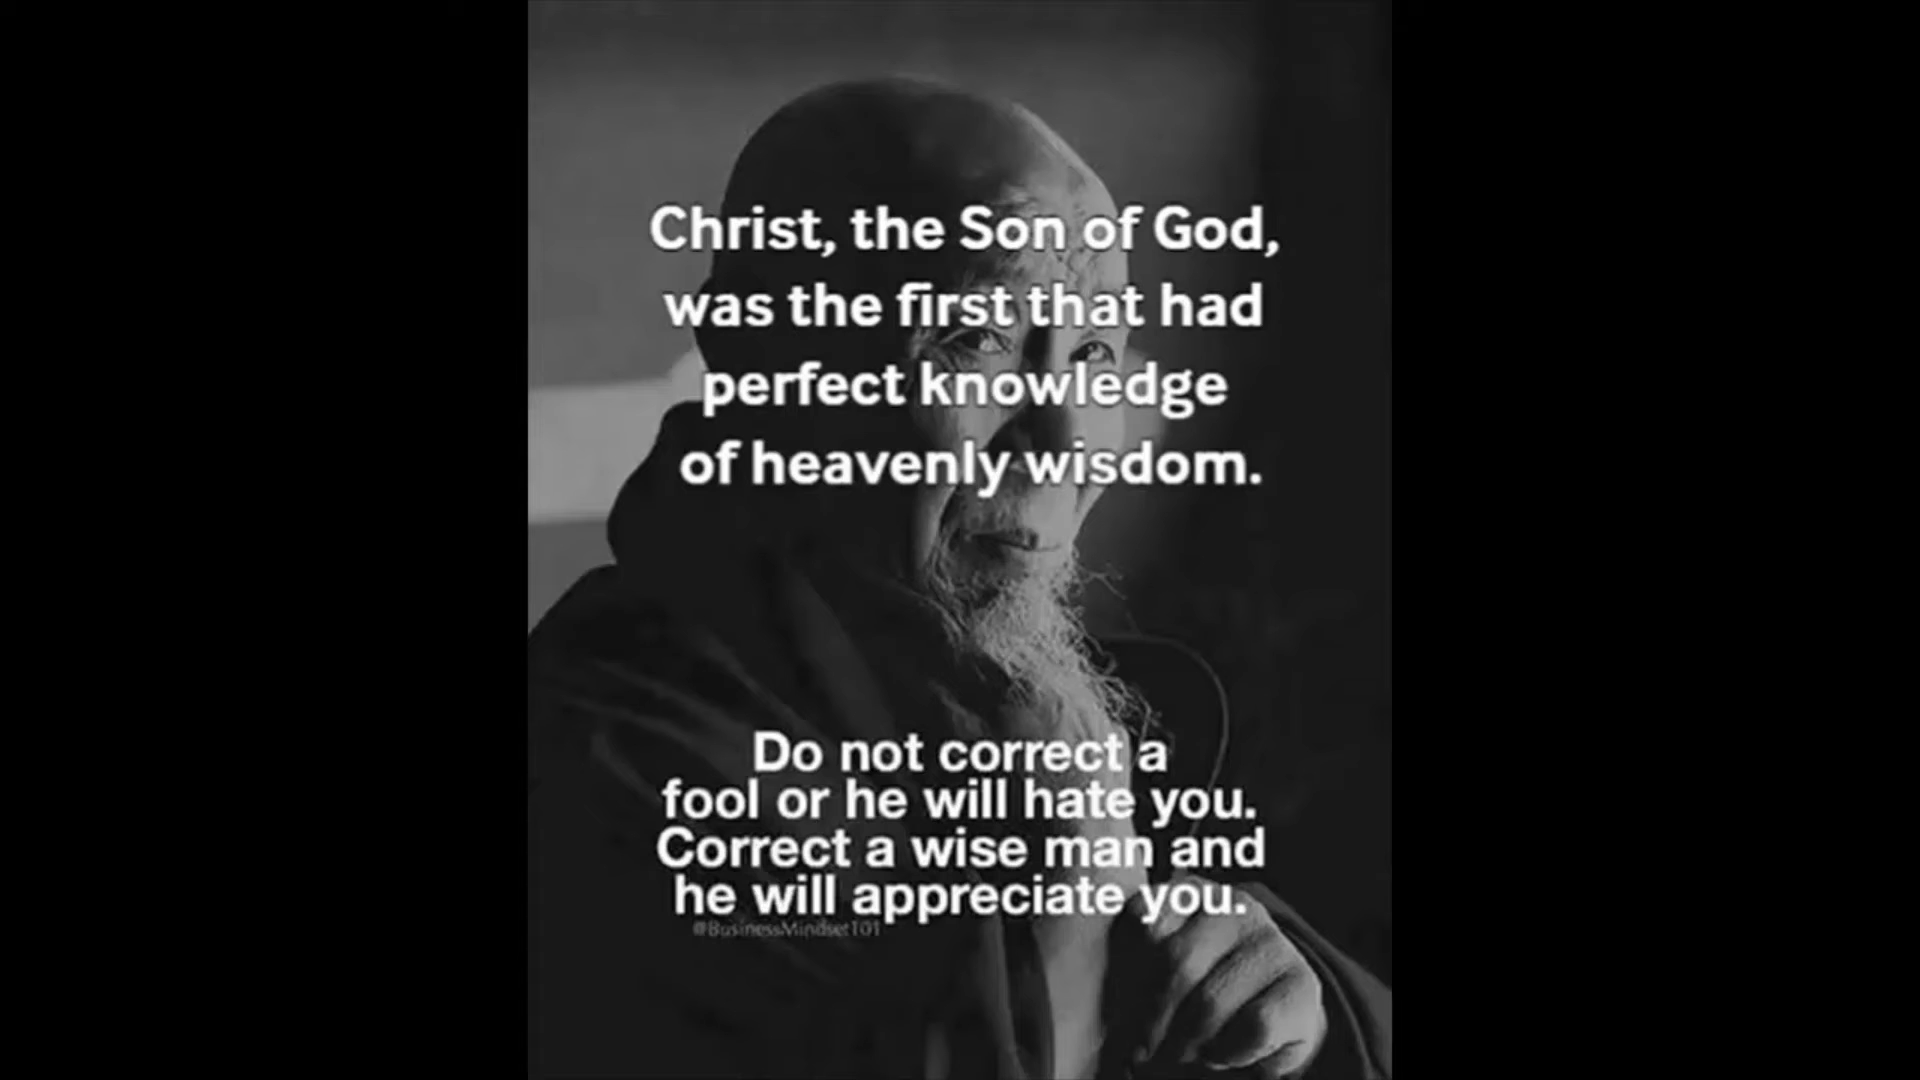 Christ, the Son of God,
was the first that had
perfect knowledge
of heavenly wisdom.
Do not correct a
fool or he will hate you.
Correct a wise man and
he will appreciate you.
@BusinessMindset101